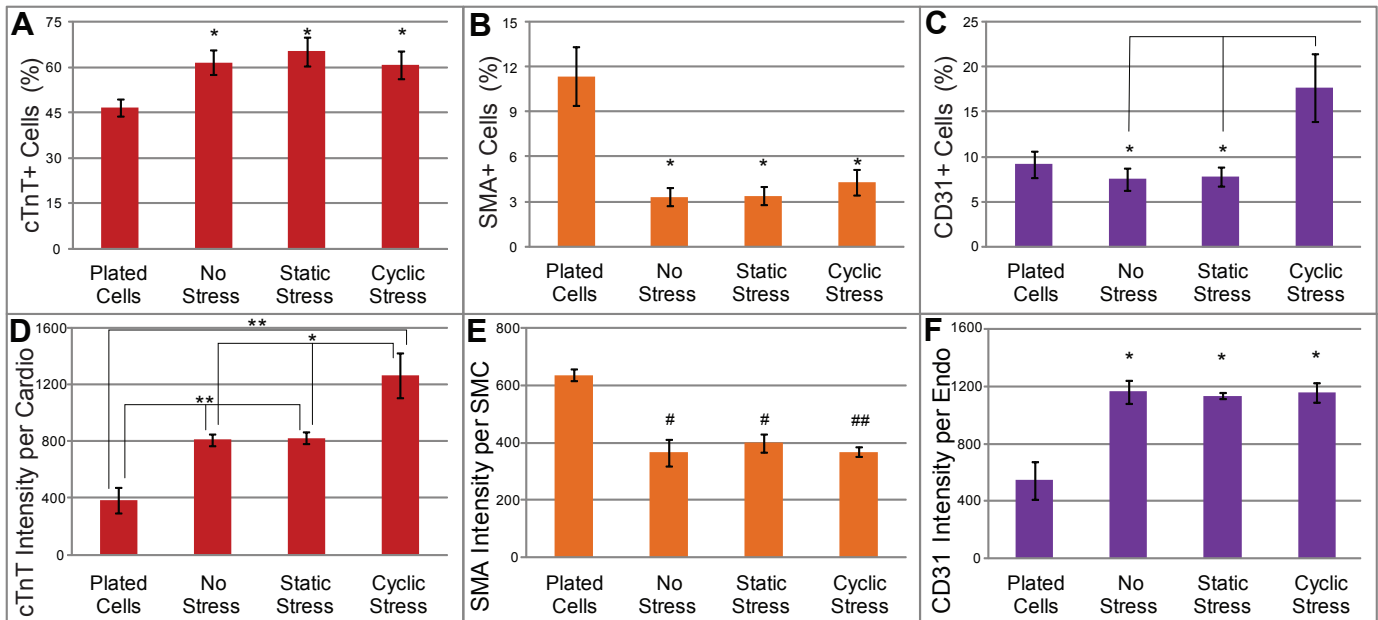 A
cTnT+ Cells (%)
75
60
45
30
15
0
* * *
Plated Cells
No Stress
Static Stress
Cyclic Stress
B
SMA+ Cells (%)
15
12
9
6
3
0
* * *
Plated Cells
No Stress
Static Stress
Cyclic Stress
C
CD31+ Cells (%)
25
20
15
10
5
0
* *
Plated Cells
No Stress
Static Stress
Cyclic Stress
D
cTnT Intensity per Cardio
1600
1200
800
400
0
**
*
**
Plated Cells
No Stress
Static Stress
Cyclic Stress
E
SMA Intensity per SMC
800
600
400
200
0
# # ##
Plated Cells
No Stress
Static Stress
Cyclic Stress
F
CD31 Intensity per Endo
1600
1200
800
400
0
* * *
Plated Cells
No Stress
Static Stress
Cyclic Stress